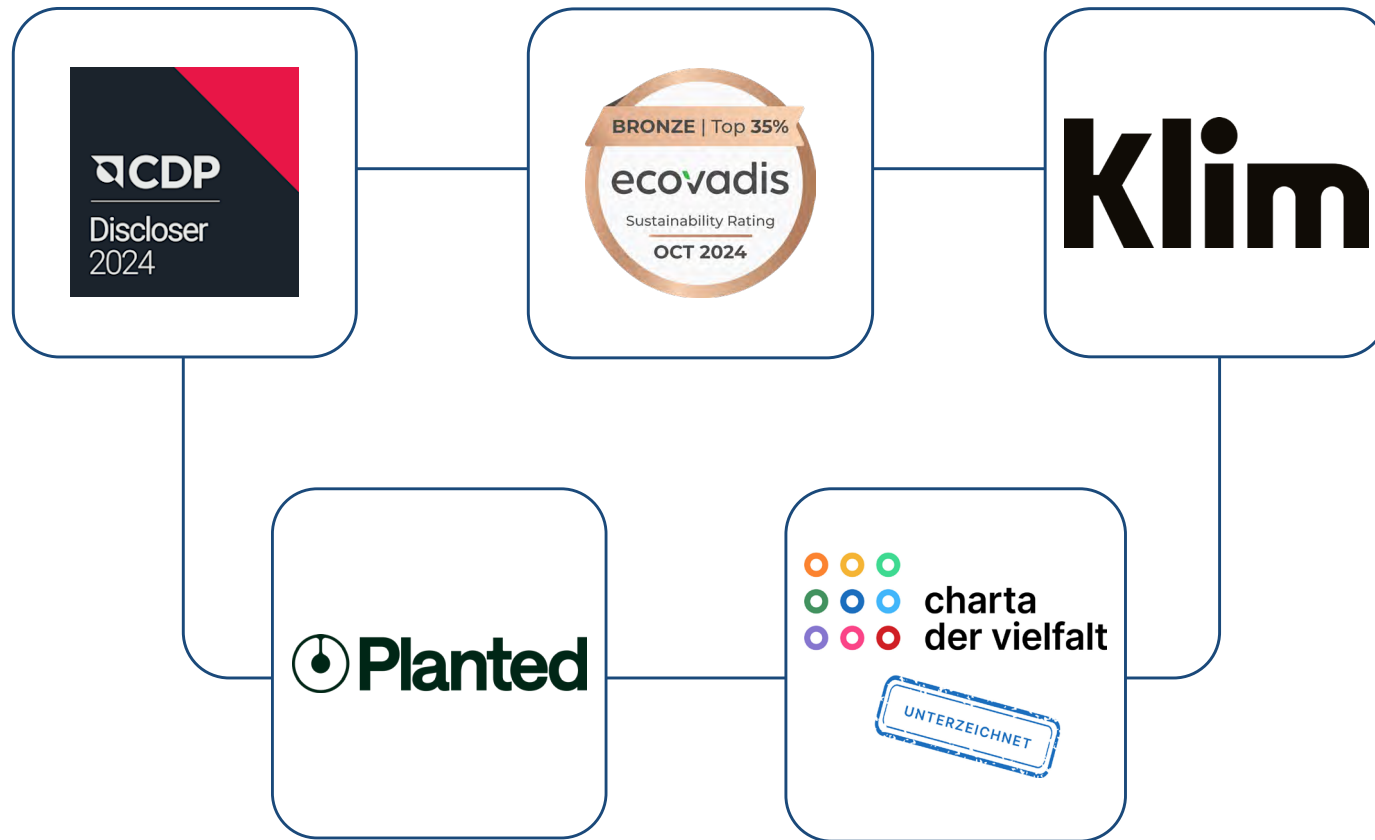 CDP
Discloser
2024
BRONZE | Top 35%
ecovadis
Sustainability Rating
OCT 2024
Klim
Planted
charta
der vielfalt
UNTERZEICHNET